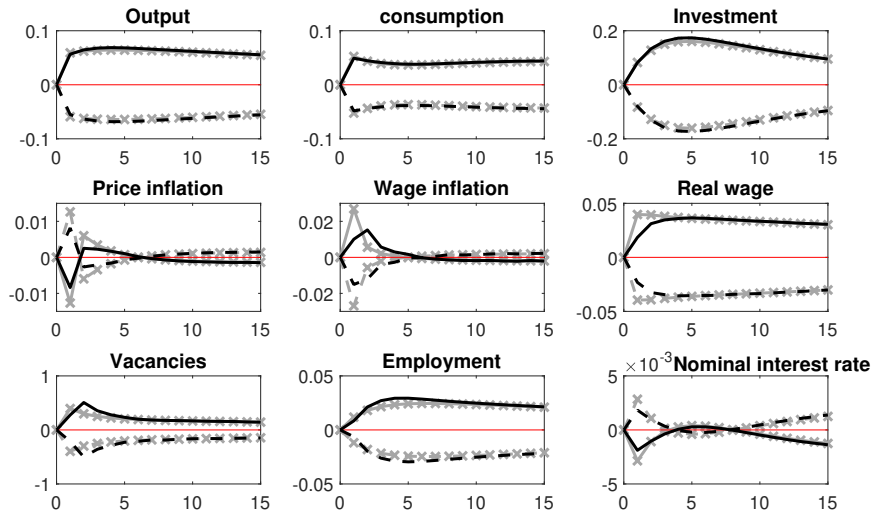 Output
0.1
0
-0.1
0 5 10 15
consumption
0.1
0
-0.1
0 5 10 15
Investment
0.2
0
-0.2
0 5 10 15
Price inflation
0.01
0
-0.01
0 5 10 15
Wage inflation
0.02
0
-0.02
0 5 10 15
Real wage
0.05
0
-0.05
0 5 10 15
Vacancies
1
0
-1
0 5 10 15
Employment
0.05
0
-0.05
0 5 10 15
×10⁻³ Nominal interest rate
5
0
-5
0 5 10 15